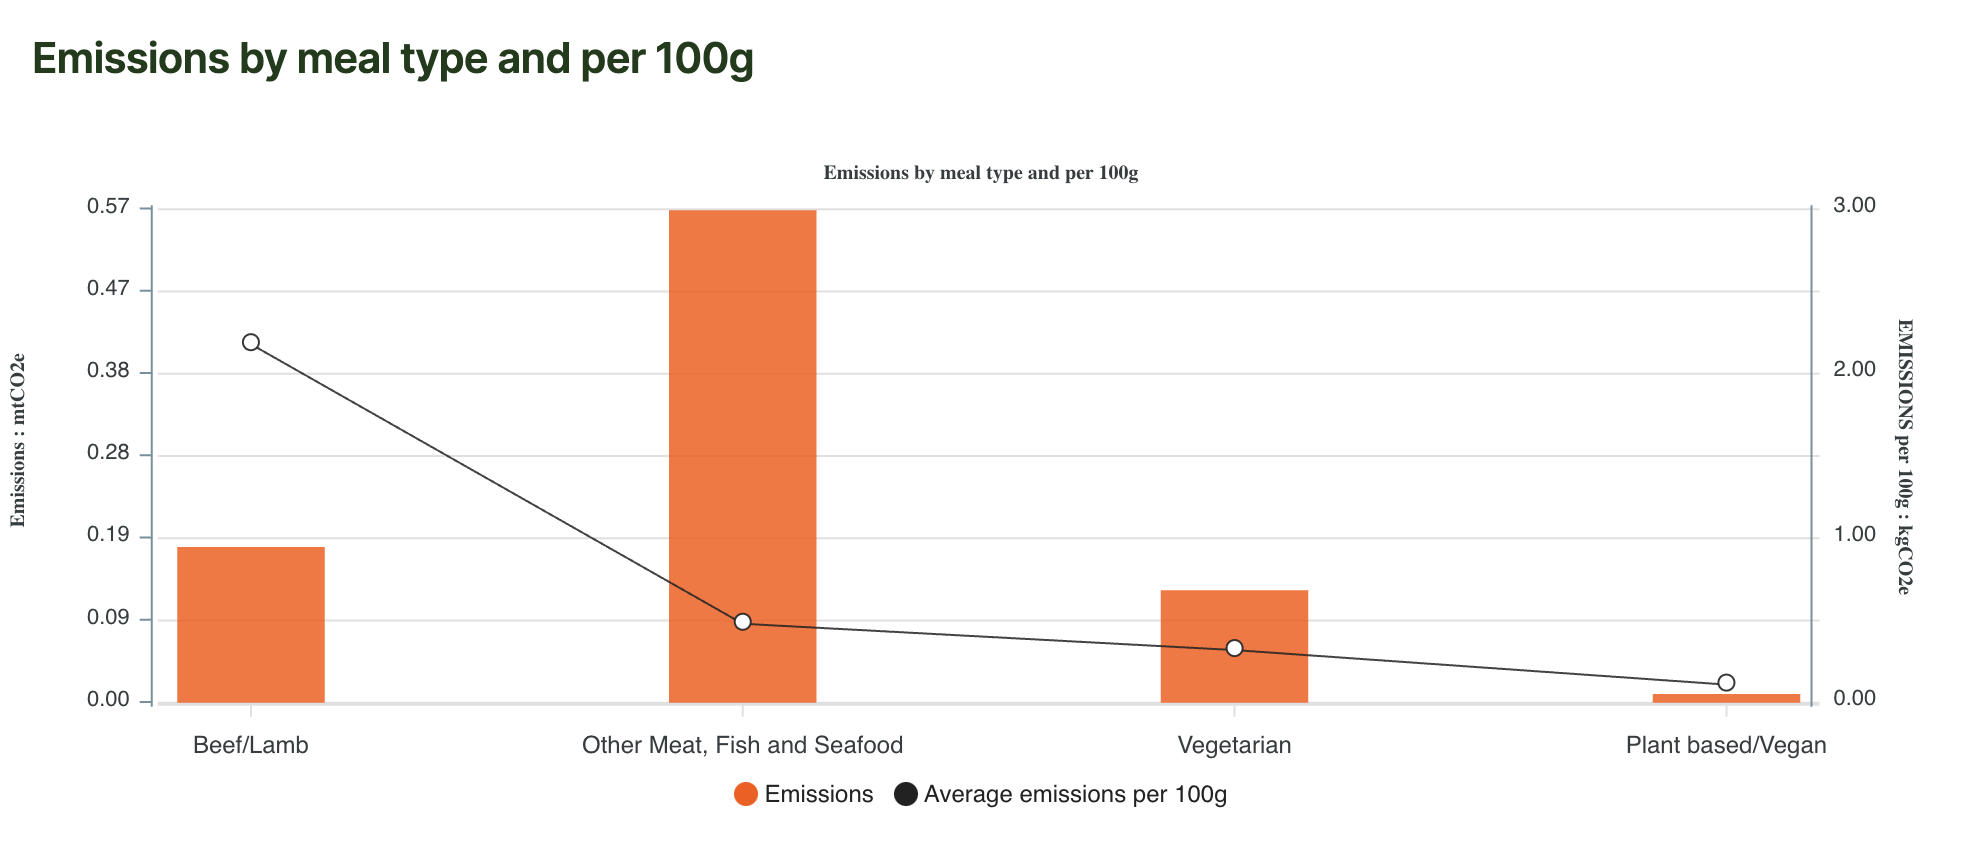 Emissions by meal type and per 100g
Emissions by meal type and per 100g
Emissions : mtCO2e
0.57
0.47
0.38
0.28
0.19
0.09
0.00
3.00
2.00
1.00
0.00
EMISSIONS per 100g : kgCO2e
Beef/Lamb
Other Meat, Fish and Seafood
Vegetarian
Plant based/Vegan
Emissions
Average emissions per 100g